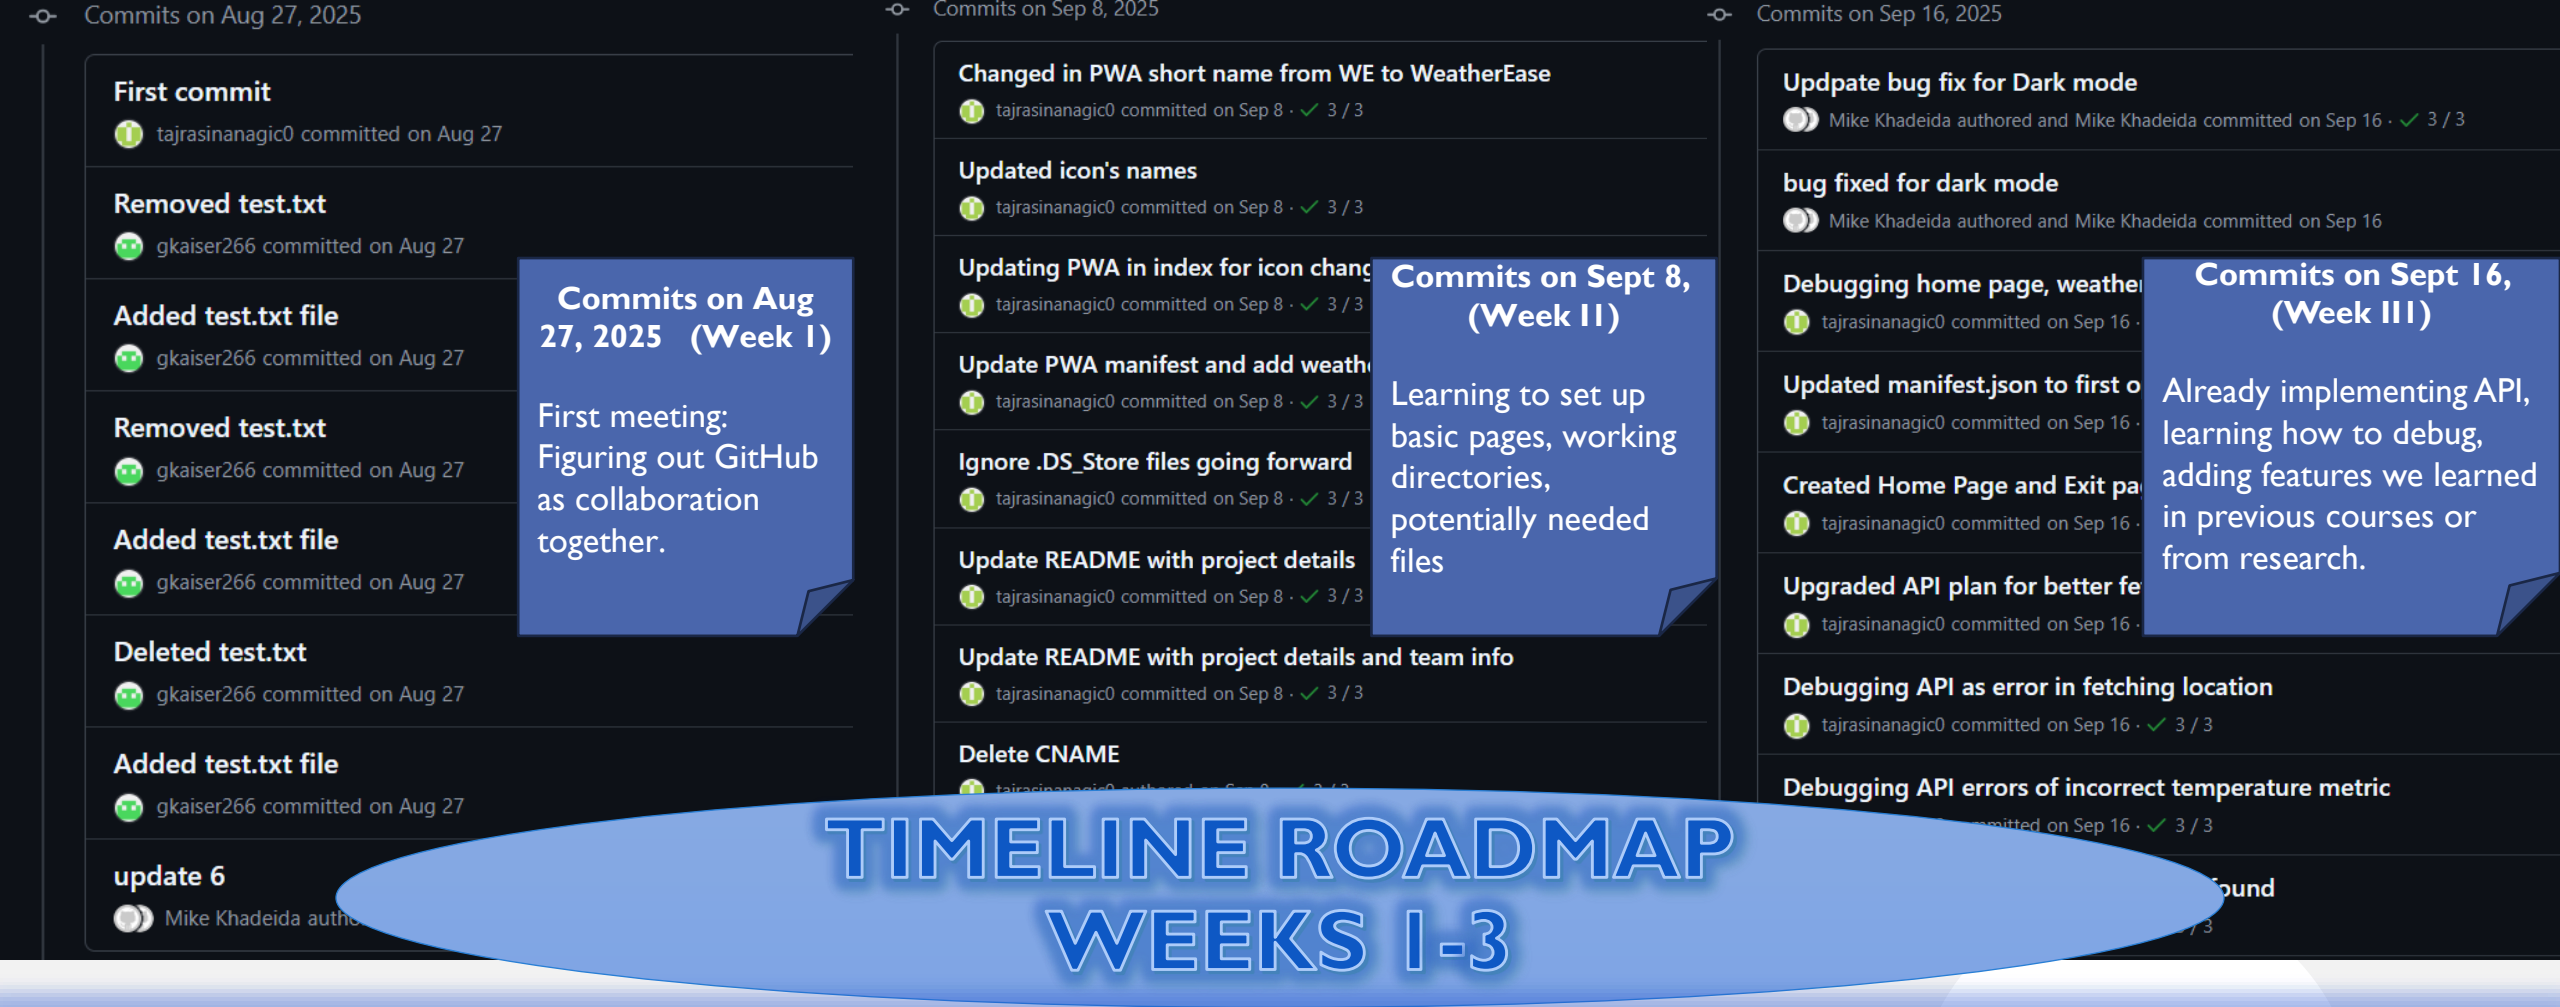 Commits on Aug 27, 2025
First commit
tajrasinanagic0 committed on Aug 27
Removed test.txt
gkaiser266 committed on Aug 27
Added test.txt file
gkaiser266 committed on Aug 27
Removed test.txt
gkaiser266 committed on Aug 27
Added test.txt file
gkaiser266 committed on Aug 27
Deleted test.txt
gkaiser266 committed on Aug 27
Added test.txt file
gkaiser266 committed on Aug 27
update 6
Mike Khadeida
Commits on Aug
27, 2025 (Week 1)
First meeting:
Figuring out GitHub
as collaboration
together.
Commits on Sep 8, 2025
Changed in PWA short name from WE to WeatherEase
tajrasinanagic0 committed on Sep 8 · ✓ 3 / 3
Updated icon's names
tajrasinanagic0 committed on Sep 8 · ✓ 3 / 3
Updating PWA in index for icon
tajrasinanagic0 committed on Sep 8 · ✓ 3 / 3
Update PWA manifest and add
tajrasinanagic0 committed on Sep 8 · ✓ 3 / 3
Ignore .DS_Store files going forward
tajrasinanagic0 committed on Sep 8 · ✓ 3 / 3
Update README with project details
tajrasinanagic0 committed on Sep 8 · ✓ 3 / 3
Update README with project details and team info
tajrasinanagic0 committed on Sep 8 · ✓ 3 / 3
Delete CNAME
Commits on Sept 8,
(Week II)
Learning to set up
basic pages, working
directories,
potentially needed
files
Commits on Sep 16, 2025
Updpate bug fix for Dark mode
Mike Khadeida authored and Mike Khadeida committed on Sep 16 · ✓ 3 / 3
bug fixed for dark mode
Mike Khadeida authored and Mike Khadeida committed on Sep 16
Debugging home page,
tajrasinanagic0 committed on Sep 16 ·
Updated manifest.json to first
tajrasinanagic0 committed on Sep 16 ·
Created Home Page and Exit
tajrasinanagic0 committed on Sep 16 ·
Upgraded API plan for better
tajrasinanagic0 committed on Sep 16 ·
Debugging API as error in fetching location
tajrasinanagic0 committed on Sep 16 · ✓ 3 / 3
Debugging API errors of incorrect temperature metric
on Sep 16 · ✓ 3 / 3
Commits on Sept 16,
(Week III)
Already implementing API,
learning how to debug,
adding features we learned
in previous courses or
from research.
TIMELINE ROADMAP
WEEKS 1-3